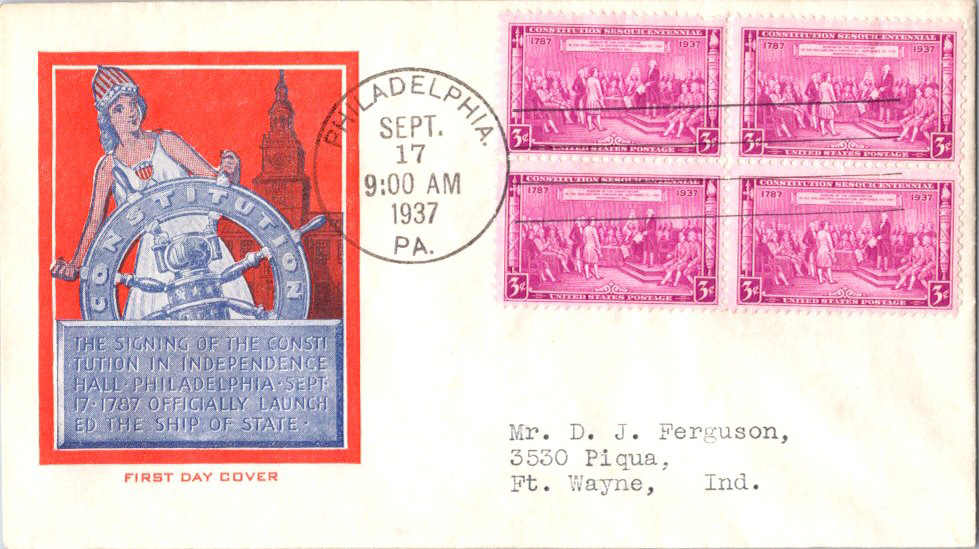 CONSTITUTION SESQUICENTENNIAL
1787 1937
3¢ 3¢
UNITED STATES POSTAGE
CONSTITUTION SESQUICENTENNIAL
1787 1937
3¢ 3¢
UNITED STATES POSTAGE
CONSTITUTION SESQUICENTENNIAL
1787 1937
3¢ 3¢
UNITED STATES POSTAGE
CONSTITUTION SESQUICENTENNIAL
1787 1937
3¢ 3¢
UNITED STATES POSTAGE
PHILADELPHIA,
SEPT.
17
9:00 AM
1937
PA.
CONSTITUTION
THE SIGNING OF THE CONSTI
TUTION IN INDEPENDENCE
HALL·PHILADELPHIA·SEPT·
17·1787 OFFICIALLY LAUNCH
ED THE SHIP OF STATE·
FIRST DAY COVER
Mr. D. J. Ferguson,
3530 Piqua,
Ft. Wayne, Ind.